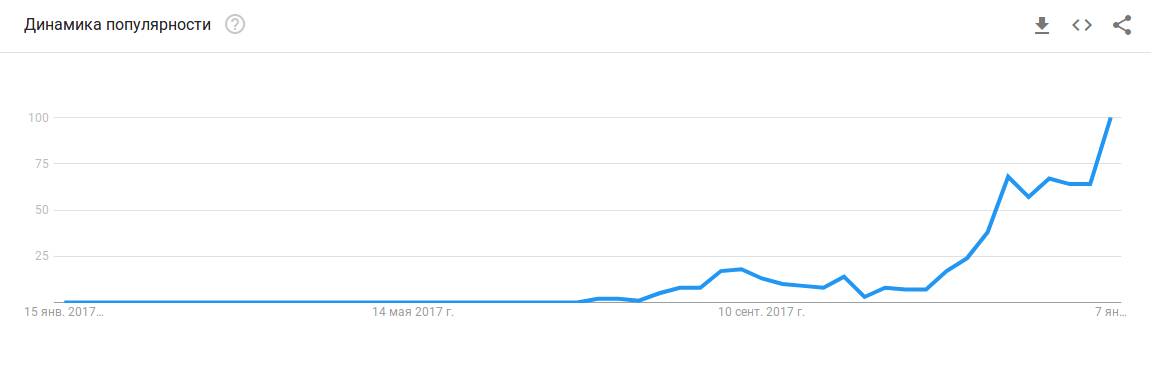 Динамика популярности ?
100
75
50
25
15 янв. 2017…
14 мая 2017 г.
10 сент. 2017 г.
7 ян…